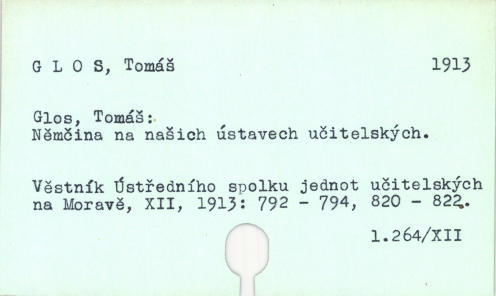 G L O S, Tomáš 1913
Glos, Tomáš:
Němčina na našich ústavech učitelských.
Věstník Ústředního spolku jednot učitelských
na Moravě, XII, 1913: 792 - 794, 820 - 822.
1.264/XII